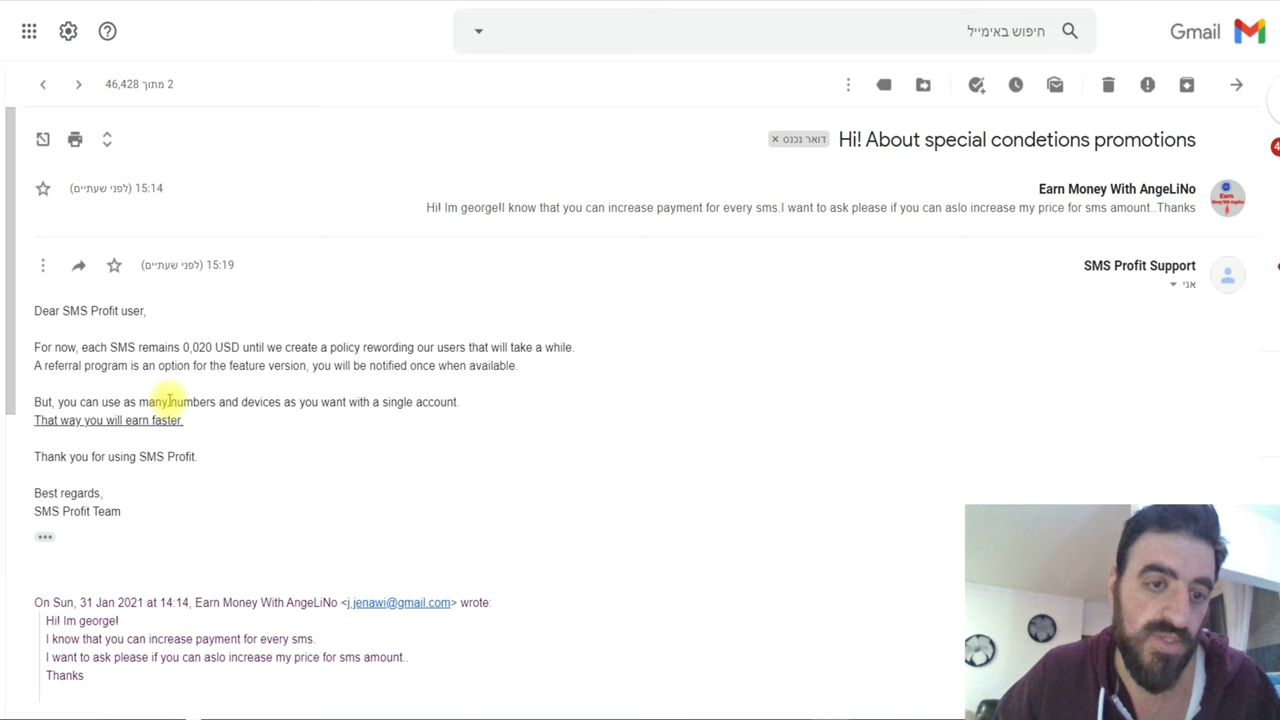 חיפוש באימייל
Gmail
2 מתוך 46,428
Hi! About special condetions promotions
דואר נכנס ×
Earn Money With AngeLiNo
15:14 (לפני שעתיים)
Hi! Im george!I know that you can increase payment for every sms.I want to ask please if you can aslo increase my price for sms amount..Thanks
SMS Profit Support
15:19 (לפני שעתיים)
אני
Dear SMS Profit user,
For now, each SMS remains 0,020 USD until we create a policy rewording our users that will take a while.
A referral program is an option for the feature version, you will be notified once when available.
But, you can use as many numbers and devices as you want with a single account.
That way you will earn faster.
Thank you for using SMS Profit.
Best regards,
SMS Profit Team
On Sun, 31 Jan 2021 at 14:14, Earn Money With AngeLiNo <j.jenawi@gmail.com> wrote:
Hi! Im george!
I know that you can increase payment for every sms.
I want to ask please if you can aslo increase my price for sms amount..
Thanks